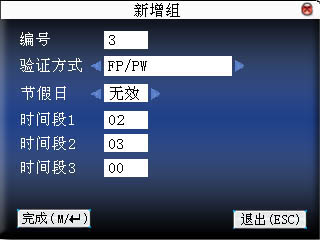 新增组
编号 3
验证方式 FP/PW
节假日 无效
时间段1 02
时间段2 03
时间段3 00
完成(M/↵) 退出(ESC)